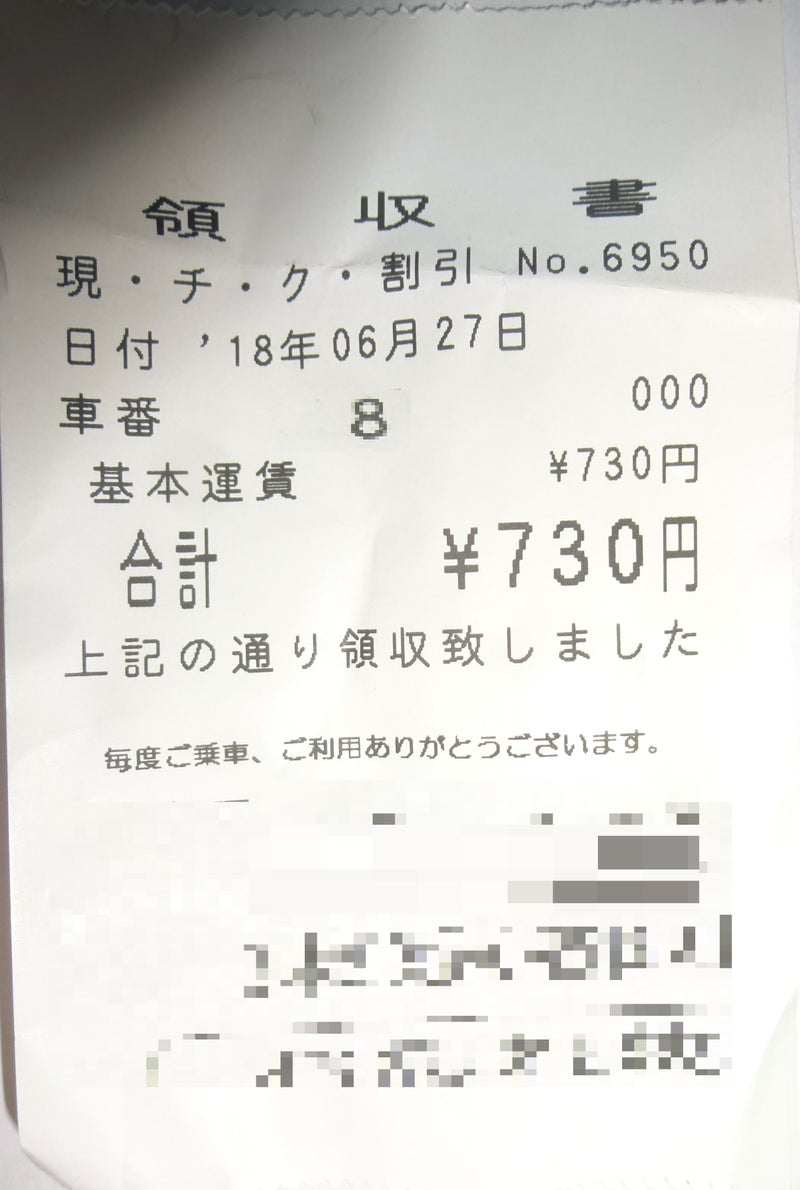 領収書
現・チ・ク・割引 No.6950
日付 '18年06月27日
車番 8 000
基本運賃 ¥730円
合計 ¥730円
上記の通り領収致しました
毎度ご乗車、ご利用ありがとうございます。